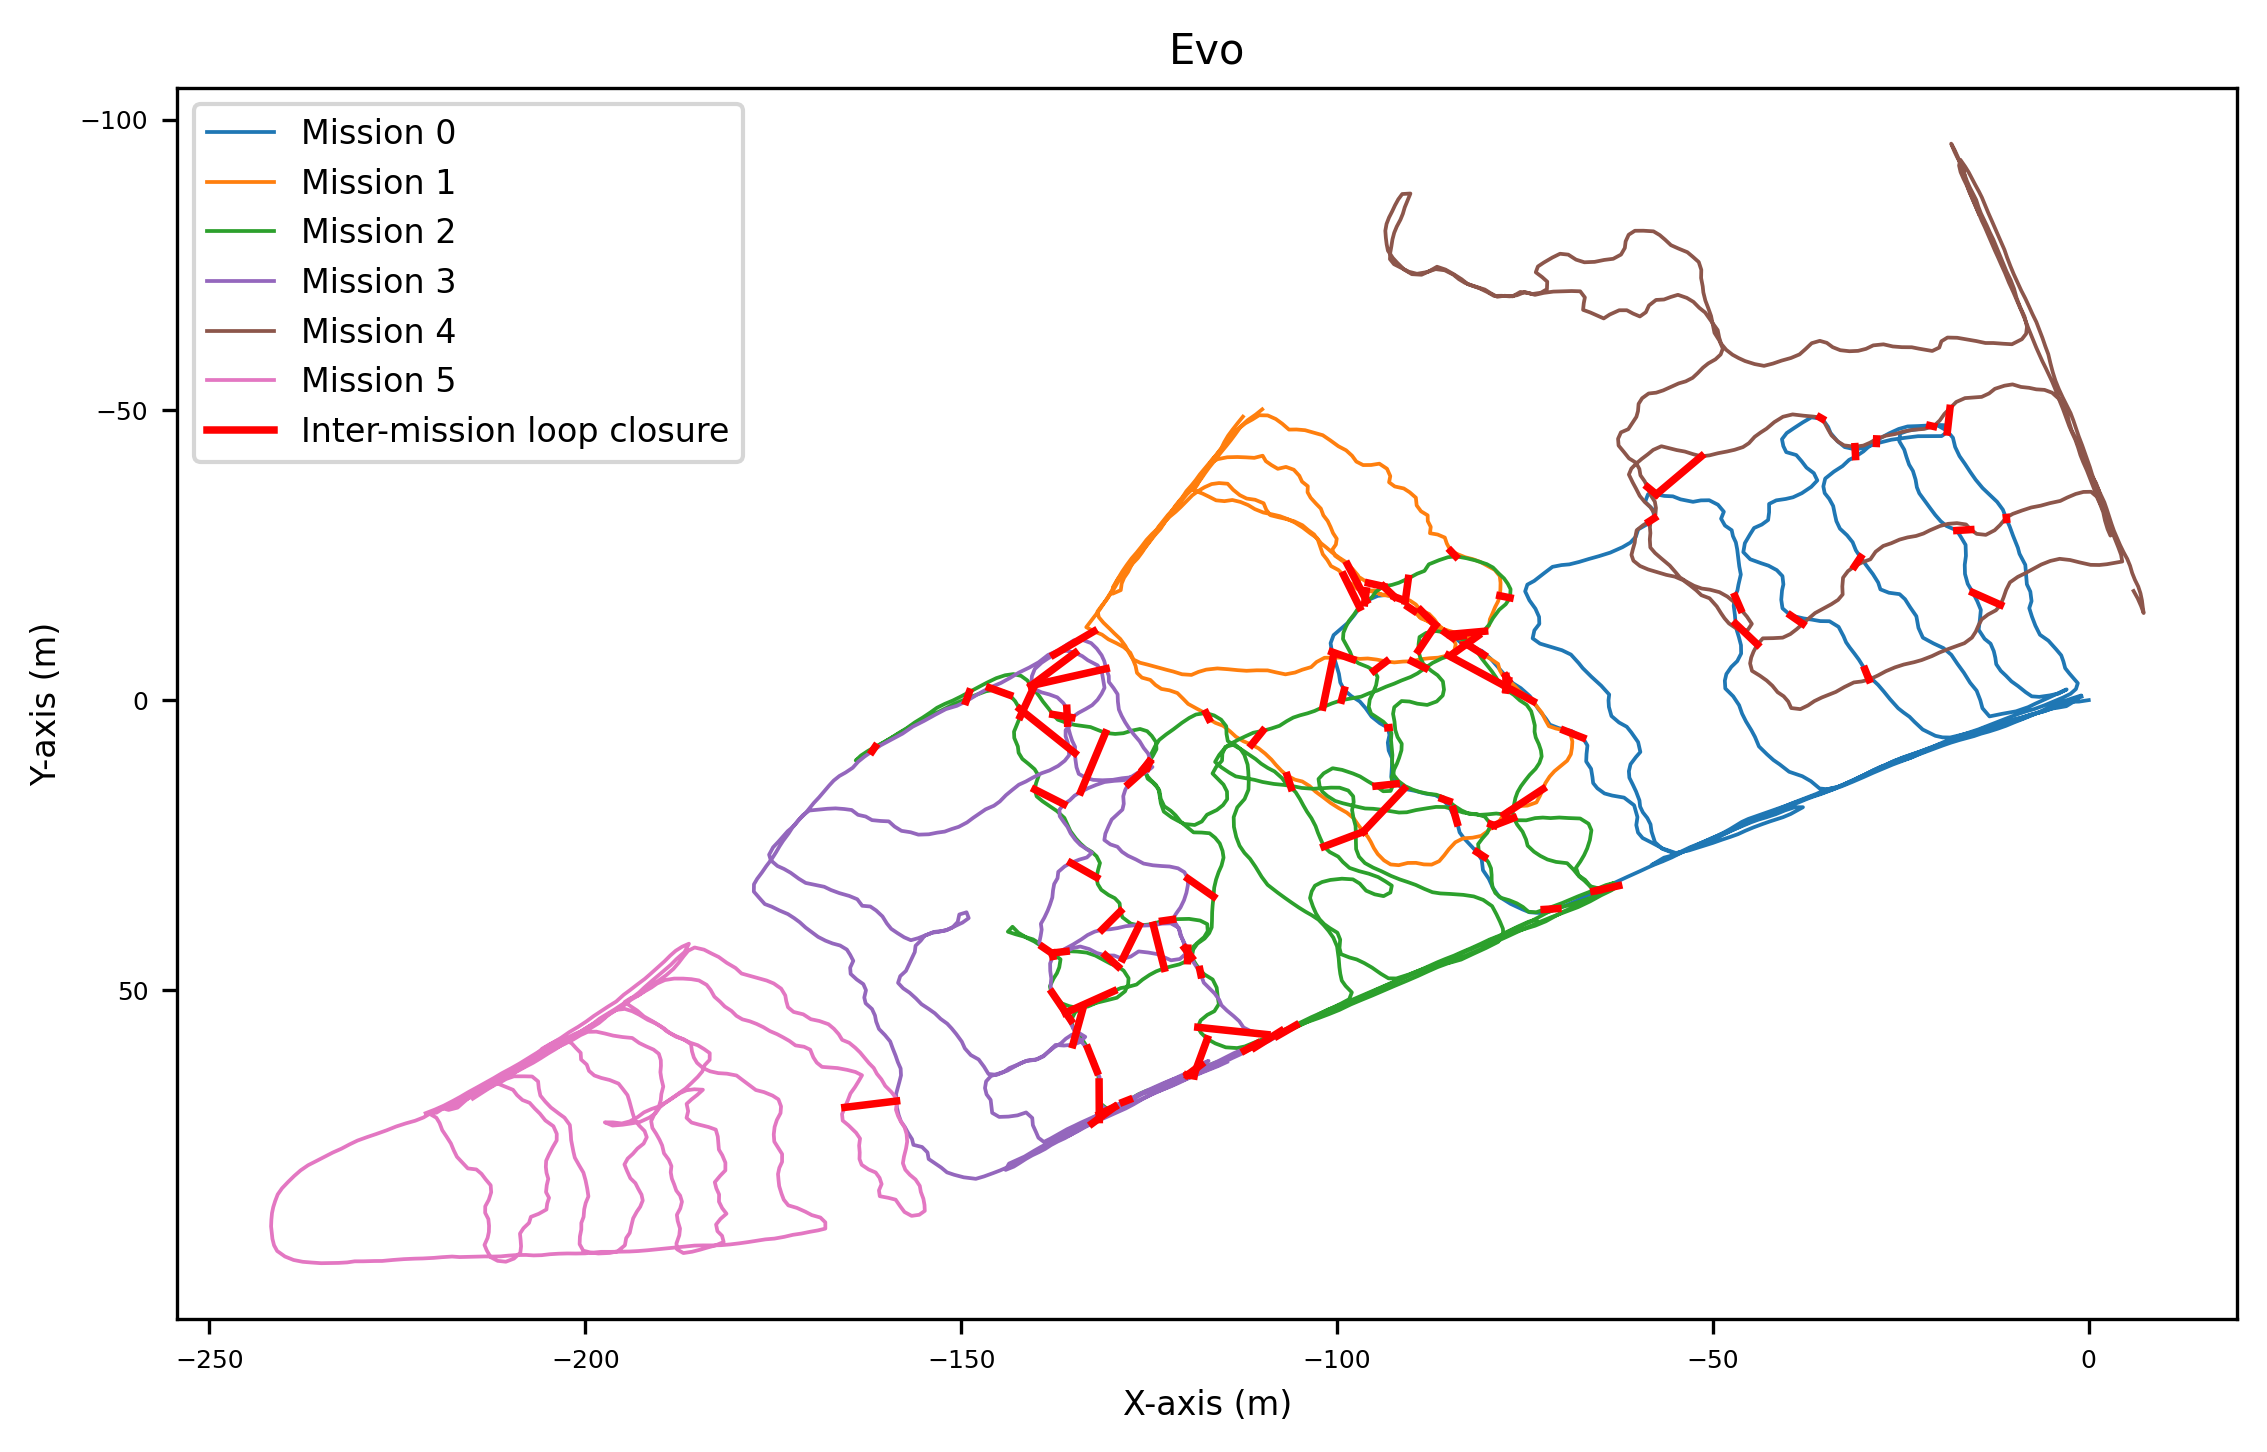 Evo
Mission 0
Mission 1
Mission 2
Mission 3
Mission 4
Mission 5
Inter-mission loop closure
−100
−50
0
50
Y-axis (m)
−250 −200 −150 −100 −50 0
X-axis (m)